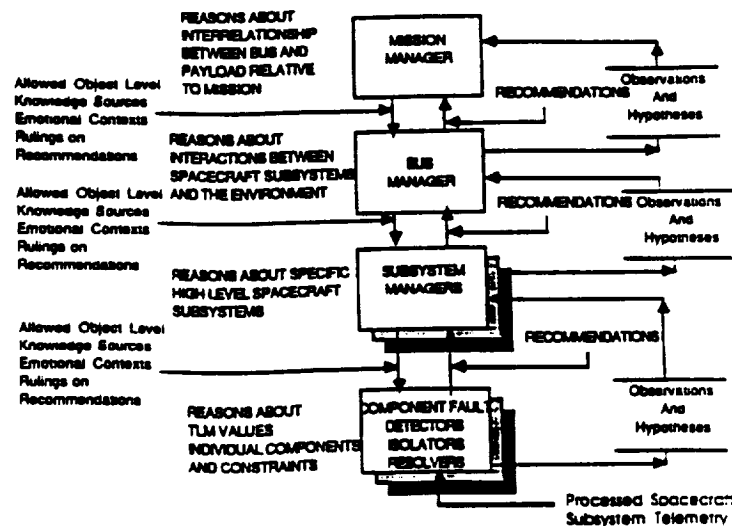 REASONS ABOUT
INTERRELATIONSHIP
BETWEEN BUS AND
PAYLOAD RELATIVE
TO MISSION
MISSION
MANAGER
Allowed Object Level
Knowledge Sources
Emotional Contexts
Rulings on
Recommendations
RECOMMENDATIONS
Observations
And
Hypotheses
REASONS ABOUT
INTERACTIONS BETWEEN
SPACECRAFT SUBSYSTEMS
AND THE ENVIRONMENT
BUS
MANAGER
Allowed Object Level
Knowledge Sources
Emotional Contexts
Rulings on
Recommendations
RECOMMENDATIONS
Observations
And
Hypotheses
REASONS ABOUT SPECIFIC
HIGH LEVEL SPACECRAFT
SUBSYSTEMS
SUBSYSTEM
MANAGERS
Allowed Object Level
Knowledge Sources
Emotional Contexts
Rulings on
Recommendations
RECOMMENDATIONS
Observations
And
Hypotheses
REASONS ABOUT
TLM VALUES
INDIVIDUAL COMPONENTS
AND CONSTRAINTS
COMPONENT FAULT
DETECTORS
ISOLATORS
RESOLVERS
Processed Spacecraft
Subsystem Telemetry